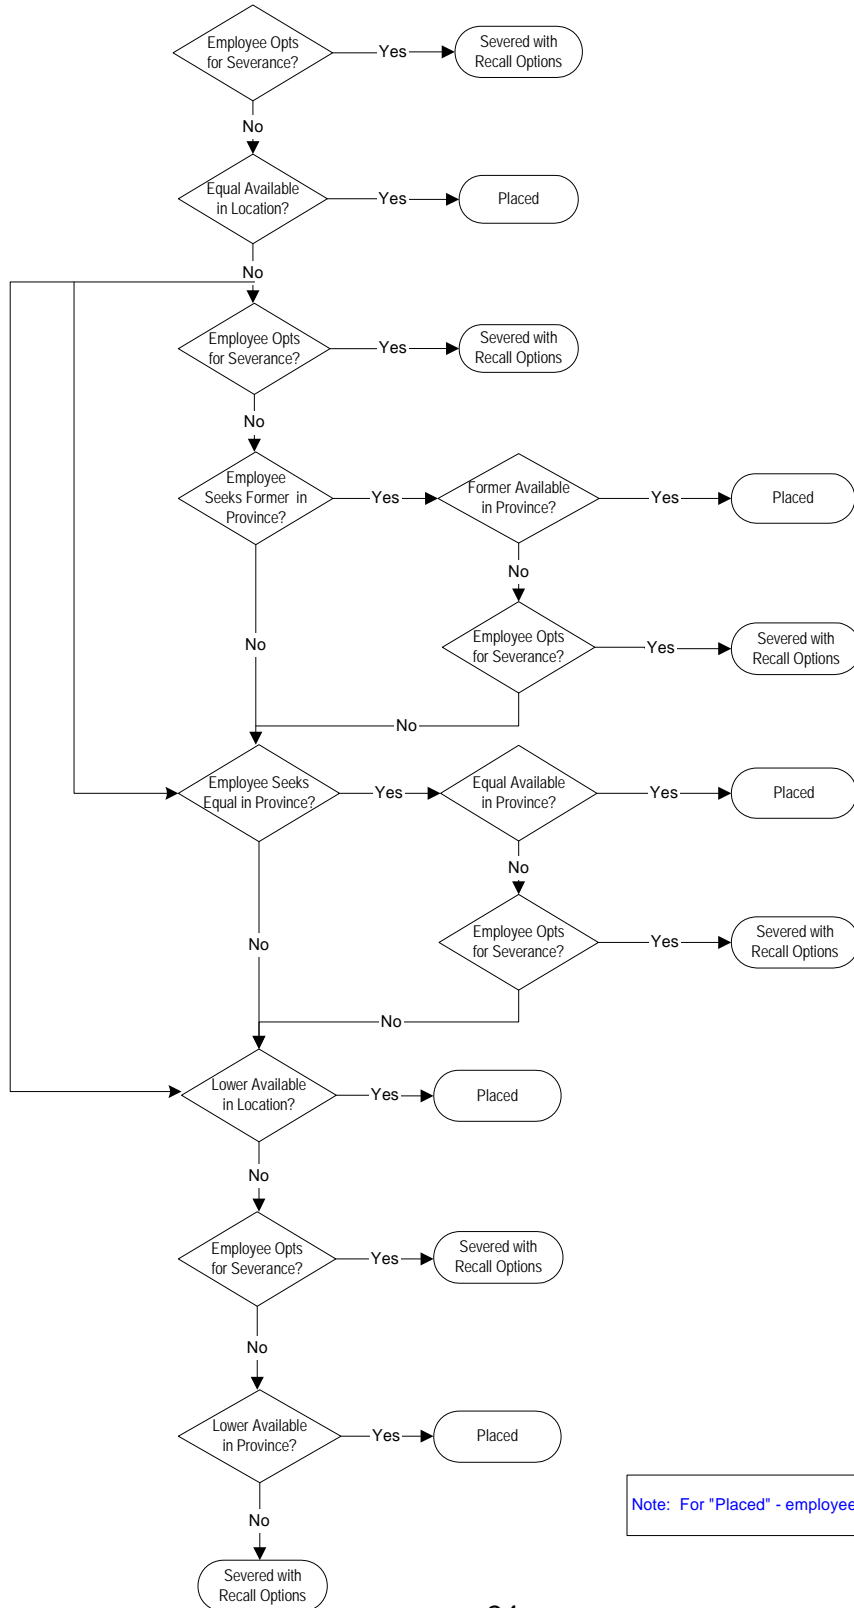 Employee Opts
for Severance?
Yes
Severed with
Recall Options
No
Equal Available
in Location?
Yes
Placed
No
Employee Opts
for Severance?
Yes
Severed with
Recall Options
No
Employee
Seeks Former in
Province?
Yes
Former Available
in Province?
Yes
Placed
No
No
Employee Opts
for Severance?
Yes
Severed with
Recall Options
No
Employee Seeks
Equal in Province?
Yes
Equal Available
in Province?
Yes
Placed
No
No
Employee Opts
for Severance?
Yes
Severed with
Recall Options
No
Lower Available
in Location?
Yes
Placed
No
Employee Opts
for Severance?
Yes
Severed with
Recall Options
No
Lower Available
in Province?
Yes
Placed
Note: For "Placed" - employee
No
Severed with
Recall Options